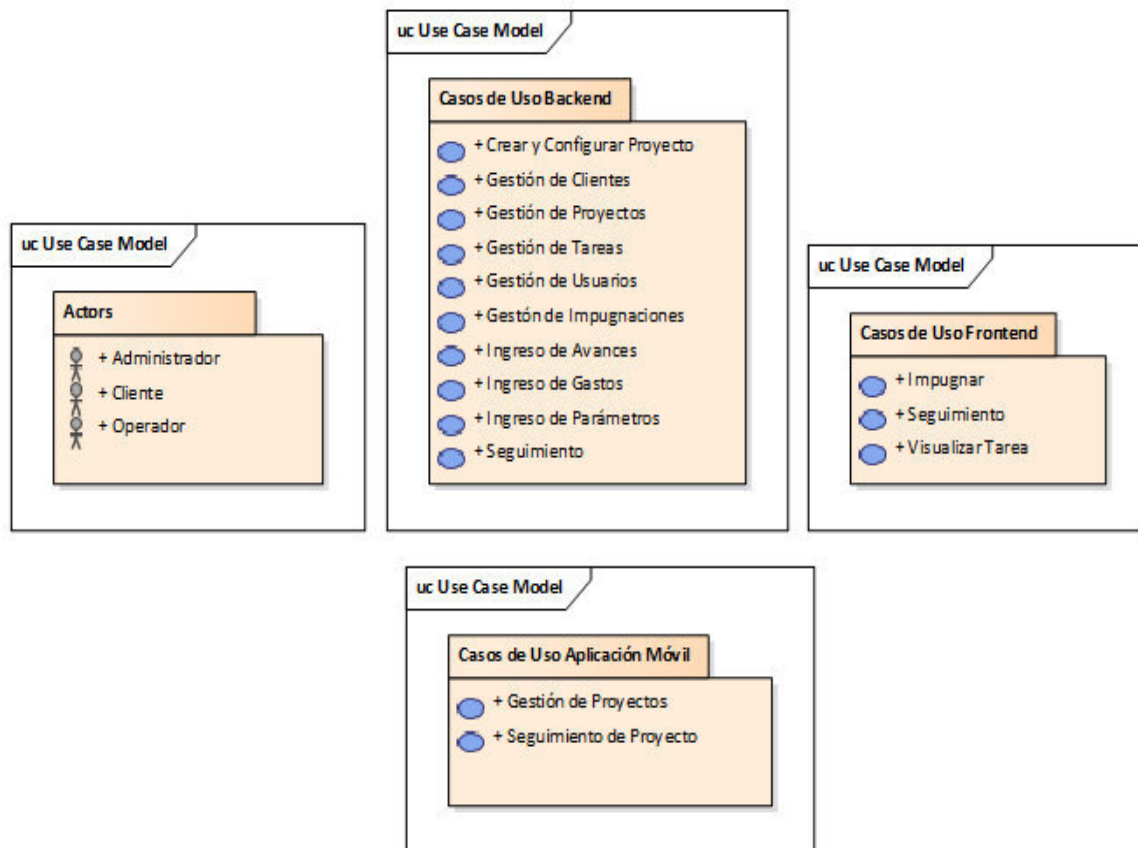 uc Use Case Model
Actors
+ Administrador
+ Cliente
+ Operador
uc Use Case Model
Casos de Uso Backend
+ Crear y Configurar Proyecto
+ Gestión de Clientes
+ Gestión de Proyectos
+ Gestión de Tareas
+ Gestión de Usuarios
+ Gestón de Impugnaciones
+ Ingreso de Avances
+ Ingreso de Gastos
+ Ingreso de Parámetros
+ Seguimiento
uc Use Case Model
Casos de Uso Frontend
+ Impugnar
+ Seguimiento
+ Visualizar Tarea
uc Use Case Model
Casos de Uso Aplicación Móvil
+ Gestión de Proyectos
+ Seguimiento de Proyecto